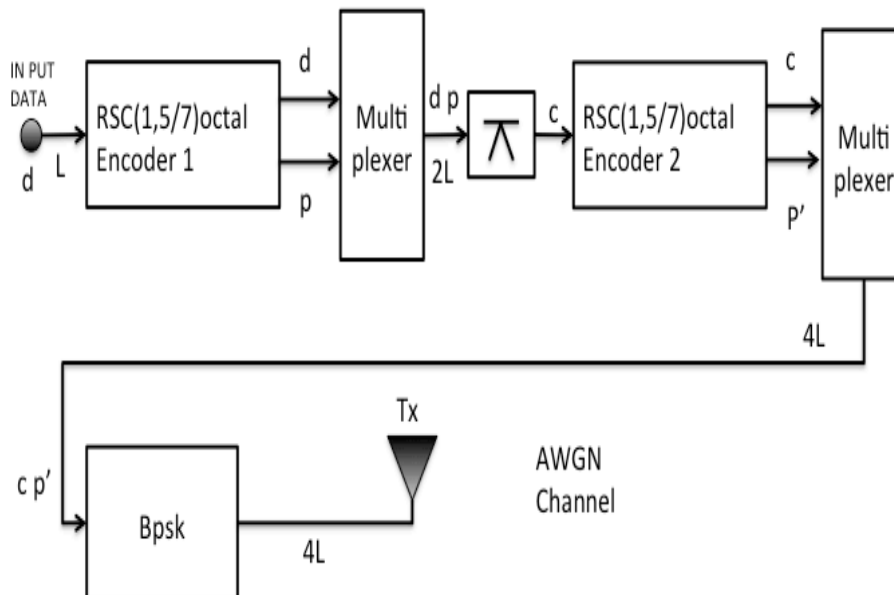 IN PUT
DATA
d
L
RSC(1,5/7)octal
Encoder 1
d
p
Multi
plexer
d p
2L
c
RSC(1,5/7)octal
Encoder 2
c
P'
Multi
plexer
4L
c p'
Bpsk
4L
Tx
AWGN
Channel